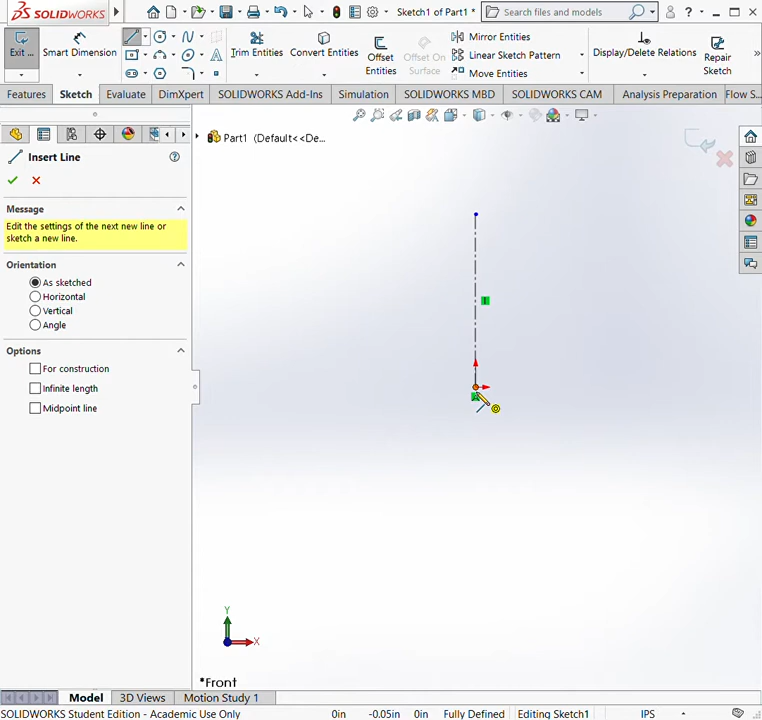 SOLIDWORKS
Sketch1 of Part1 *
Search files and models
?
Exit ...
Smart Dimension
Trim Entities
Convert Entities
Offset Entities
Offset On Surface
Mirror Entities
Linear Sketch Pattern
Move Entities
Display/Delete Relations
Repair Sketch
»
Features
Sketch
Evaluate
DimXpert
SOLIDWORKS Add-Ins
Simulation
SOLIDWORKS MBD
SOLIDWORKS CAM
Analysis Preparation
Flow S...
Part1 (Default<<De...
Insert Line
?
Message
Edit the settings of the next new line or
sketch a new line.
Orientation
As sketched
Horizontal
Vertical
Angle
Options
For construction
Infinite length
Midpoint line
Y
X
*Front
Model
3D Views
Motion Study 1
SOLIDWORKS Student Edition - Academic Use Only
0in
-0.05in
0in
Fully Defined
Editing Sketch1
IPS